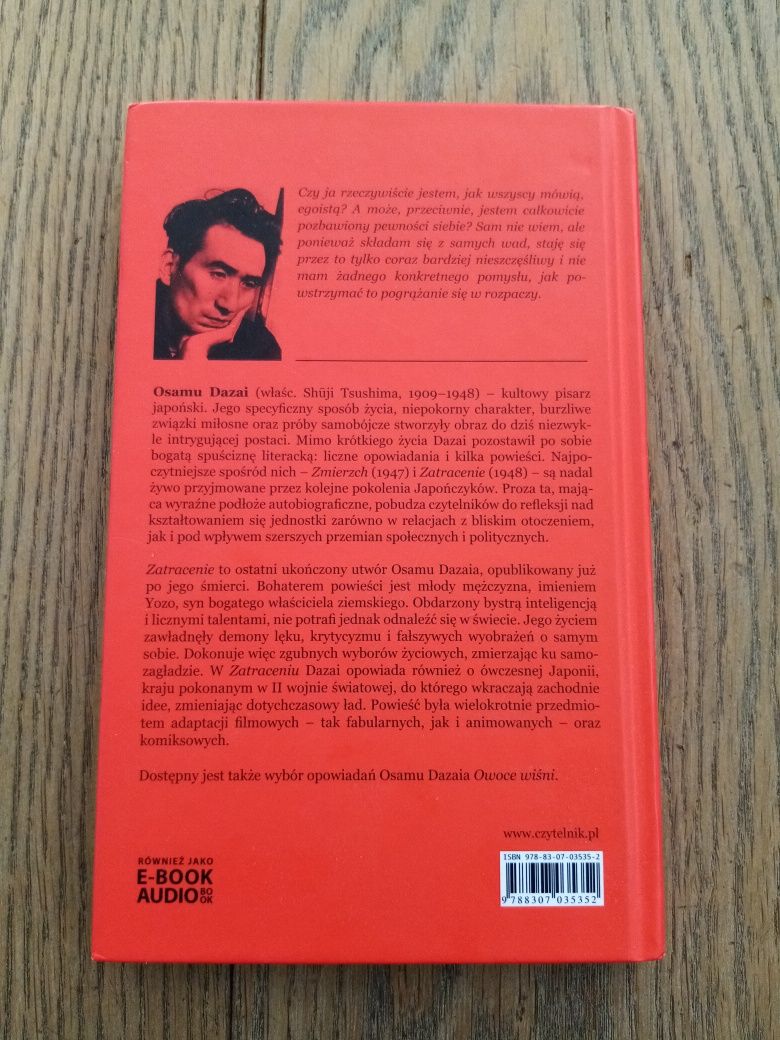 Czy ja rzeczywiście jestem, jak wszyscy mówią,
egoistą? A może, przeciwnie, jestem całkowicie
pozbawiony pewności siebie? Sam nie wiem, ale
ponieważ składam się z samych wad, staję się
przez to tylko coraz bardziej nieszczęśliwy i nie
mam żadnego konkretnego pomysłu, jak po-
wstrzymać to pogrążanie się w rozpaczy.
Osamu Dazai (właśc. Shūji Tsushima, 1909–1948) – kultowy pisarz
japoński. Jego specyficzny sposób życia, niepokorny charakter, burzliwe
związki miłosne oraz próby samobójcze stworzyły obraz do dziś niezwyk-
le intrygującej postaci. Mimo krótkiego życia Dazai pozostawił po sobie
bogatą spuściznę literacką: liczne opowiadania i kilka powieści. Najpo-
czytniejsze spośród nich – Zmierzch (1947) i Zatracenie (1948) – są nadal
żywo przyjmowane przez kolejne pokolenia Japończyków. Proza ta, mają-
ca wyraźne podłoże autobiograficzne, pobudza czytelników do refleksji nad
kształtowaniem się jednostki zarówno w relacjach z bliskim otoczeniem,
jak i pod wpływem szerszych przemian społecznych i politycznych.
Zatracenie to ostatni ukończony utwór Osamu Dazaia, opublikowany już
po jego śmierci. Bohaterem powieści jest młody mężczyzna, imieniem
Yozo, syn bogatego właściciela ziemskiego. Obdarzony bystrą inteligencją
i licznymi talentami, nie potrafi jednak odnaleźć się w świecie. Jego życiem
zawładnęły demony lęku, krytycyzmu i fałszywych wyobrażeń o samym
sobie. Dokonuje więc zgubnych wyborów życiowych, zmierzając ku samo-
zagładzie. W Zatraceniu Dazai opowiada również o ówczesnej Japonii,
kraju pokonanym w II wojnie światowej, do którego wkraczają zachodnie
idee, zmieniając dotychczasowy ład. Powieść była wielokrotnie przedmio-
tem adaptacji filmowych – tak fabularnych, jak i animowanych – oraz
komiksowych.
Dostępny jest także wybór opowiadań Osamu Dazaia Owoce wiśni.
www.czytelnik.pl
RÓWNIEŻ JAKO
E-BOOK
AUDIOBOOK
ISBN 978-83-07-03535-2
9 788307 035352